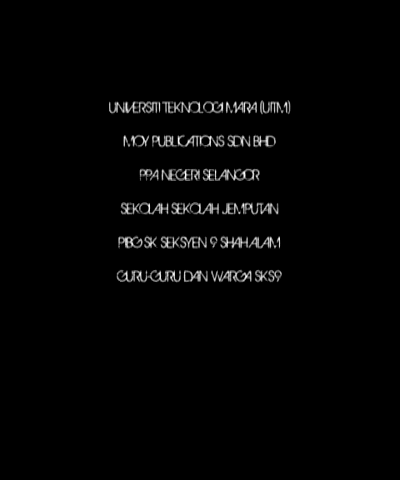 UNIVERSITI TEKNOLOGI MARA (UITM)
MOY PUBLICATIONS SDN BHD
PPA NEGERI SELANGOR
SEKOLAH SEKOLAH JEMPUTAN
PIBG SK SEKSYEN 9 SHAH ALAM
GURU-GURU DAN WARGA SKS9